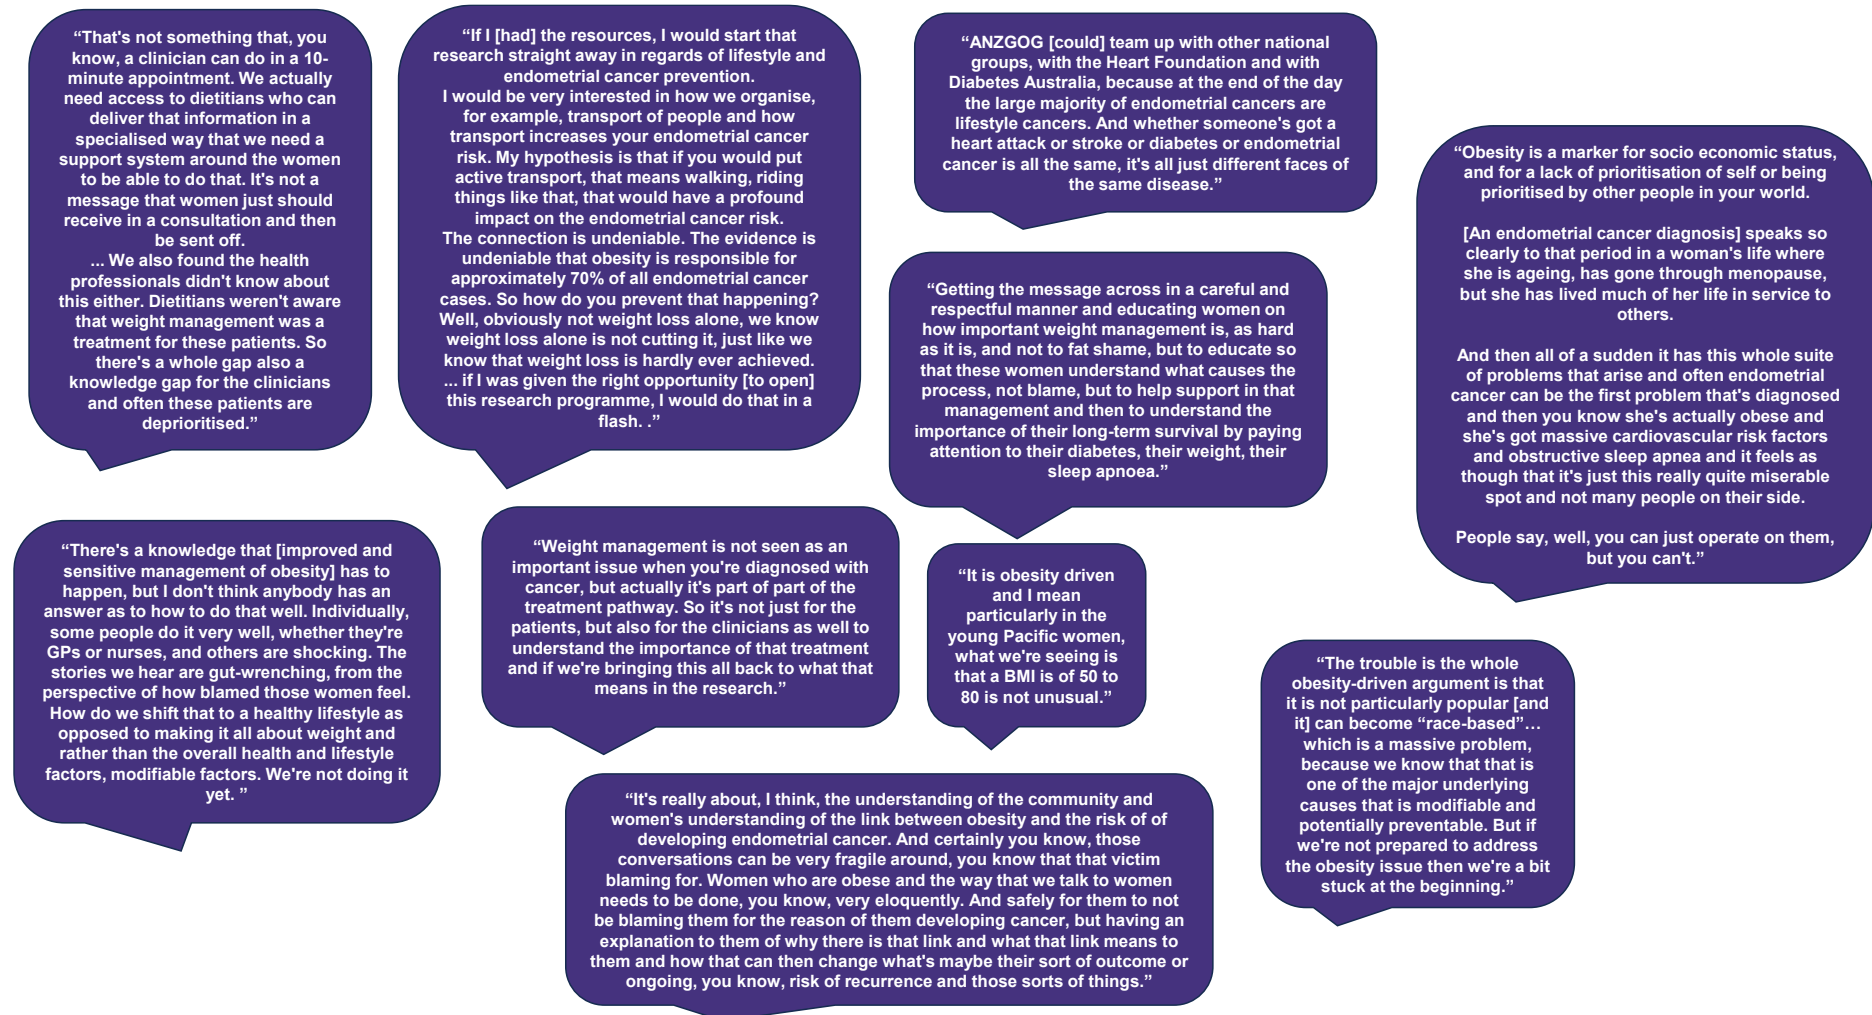 “That's not something that, you
know, a clinician can do in a 10-
minute appointment. We actually
need access to dietitians who can
deliver that information in a
specialised way that we need a
support system around the women
to be able to do that. It's not a
message that women just should
receive in a consultation and then
be sent off.
... We also found the health
professionals didn't know about
this either. Dietitians weren't aware
that weight management was a
treatment for these patients. So
there's a whole gap also a
knowledge gap for the clinicians
and often these patients are
deprioritised.”
“If I [had] the resources, I would start that
research straight away in regards of lifestyle and
endometrial cancer prevention.
I would be very interested in how we organise,
for example, transport of people and how
transport increases your endometrial cancer
risk. My hypothesis is that if you would put
active transport, that means walking, riding
things like that, that would have a profound
impact on the endometrial cancer risk.
The connection is undeniable. The evidence is
undeniable that obesity is responsible for
approximately 70% of all endometrial cancer
cases. So how do you prevent that happening?
Well, obviously not weight loss alone, we know
weight loss alone is not cutting it, just like we
know that weight loss is hardly ever achieved.
... if I was given the right opportunity [to open]
this research programme, I would do that in a
flash. .”
“ANZGOG [could] team up with other national
groups, with the Heart Foundation and with
Diabetes Australia, because at the end of the day
the large majority of endometrial cancers are
lifestyle cancers. And whether someone's got a
heart attack or stroke or diabetes or endometrial
cancer is all the same, it's all just different faces of
the same disease.”
“Obesity is a marker for socio economic status,
and for a lack of prioritisation of self or being
prioritised by other people in your world.
[An endometrial cancer diagnosis] speaks so
clearly to that period in a woman's life where
she is ageing, has gone through menopause,
but she has lived much of her life in service to
others.
And then all of a sudden it has this whole suite
of problems that arise and often endometrial
cancer can be the first problem that's diagnosed
and then you know she's actually obese and
she's got massive cardiovascular risk factors
and obstructive sleep apnea and it feels as
though that it's just this really quite miserable
spot and not many people on their side.
People say, well, you can just operate on them,
but you can't.”
“Getting the message across in a careful and
respectful manner and educating women on
how important weight management is, as hard
as it is, and not to fat shame, but to educate so
that these women understand what causes the
process, not blame, but to help support in that
management and then to understand the
importance of their long-term survival by paying
attention to their diabetes, their weight, their
sleep apnoea.”
“There's a knowledge that [improved and
sensitive management of obesity] has to
happen, but I don't think anybody has an
answer as to how to do that well. Individually,
some people do it very well, whether they're
GPs or nurses, and others are shocking. The
stories we hear are gut-wrenching, from the
perspective of how blamed those women feel.
How do we shift that to a healthy lifestyle as
opposed to making it all about weight and
rather than the overall health and lifestyle
factors, modifiable factors. We're not doing it
yet. ”
“Weight management is not seen as an
important issue when you're diagnosed with
cancer, but actually it's part of part of the
treatment pathway. So it's not just for the
patients, but also for the clinicians as well to
understand the importance of that treatment
and if we're bringing this all back to what that
means in the research.”
“It is obesity driven
and I mean
particularly in the
young Pacific women,
what we're seeing is
that a BMI is of 50 to
80 is not unusual.”
“The trouble is the whole
obesity-driven argument is that
it is not particularly popular [and
it] can become “race-based”…
which is a massive problem,
because we know that that is
one of the major underlying
causes that is modifiable and
potentially preventable. But if
we're not prepared to address
the obesity issue then we're a bit
stuck at the beginning.”
“It's really about, I think, the understanding of the community and
women's understanding of the link between obesity and the risk of of
developing endometrial cancer. And certainly you know, those
conversations can be very fragile around, you know that that victim
blaming for. Women who are obese and the way that we talk to women
needs to be done, you know, very eloquently. And safely for them to not
be blaming them for the reason of them developing cancer, but having an
explanation to them of why there is that link and what that link means to
them and how that can then change what's maybe their sort of outcome or
ongoing, you know, risk of recurrence and those sorts of things.”